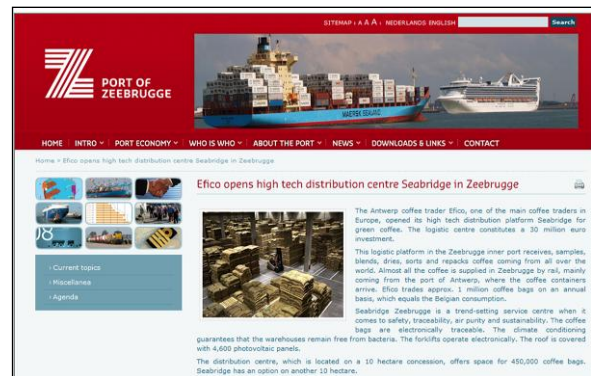 SITEMAP | A A A | NEDERLANDS ENGLISH Search
PORT OF
ZEEBRUGGE
MAERSK SEALAND
HOME INTRO PORT ECONOMY WHO IS WHO ABOUT THE PORT NEWS DOWNLOADS & LINKS CONTACT
Home > Efico opens high tech distribution centre Seabridge in Zeebrugge
Efico opens high tech distribution centre Seabridge in Zeebrugge
08
› Current topics
› Miscellanea
› Agenda
The Antwerp coffee trader Efico, one of the main coffee traders in
Europe, opened its high tech distribution platform Seabridge for
green coffee. The logistic centre constitutes a 30 million euro
investment.
This logistic platform in the Zeebrugge inner port receives, samples,
blends, dries, sorts and repacks coffee coming from all over the
world. Almost all the coffee is supplied in Zeebrugge by rail, mainly
coming from the port of Antwerp, where the coffee containers
arrive. Efico trades approx. 1 million coffee bags on an annual
basis, which equals the Belgian consumption.
Seabridge Zeebrugge is a trend-setting service centre when it
comes to safety, traceability, air purity and sustainability. The coffee
bags are electronically traceable. The climate conditioning
guarantees that the warehouses remain free from bacteria. The forklifts operate electronically. The roof is covered
with 4,600 photovoltaic panels.
The distribution centre, which is located on a 10 hectare concession, offers space for 450,000 coffee bags.
Seabridge has an option on another 10 hectare.